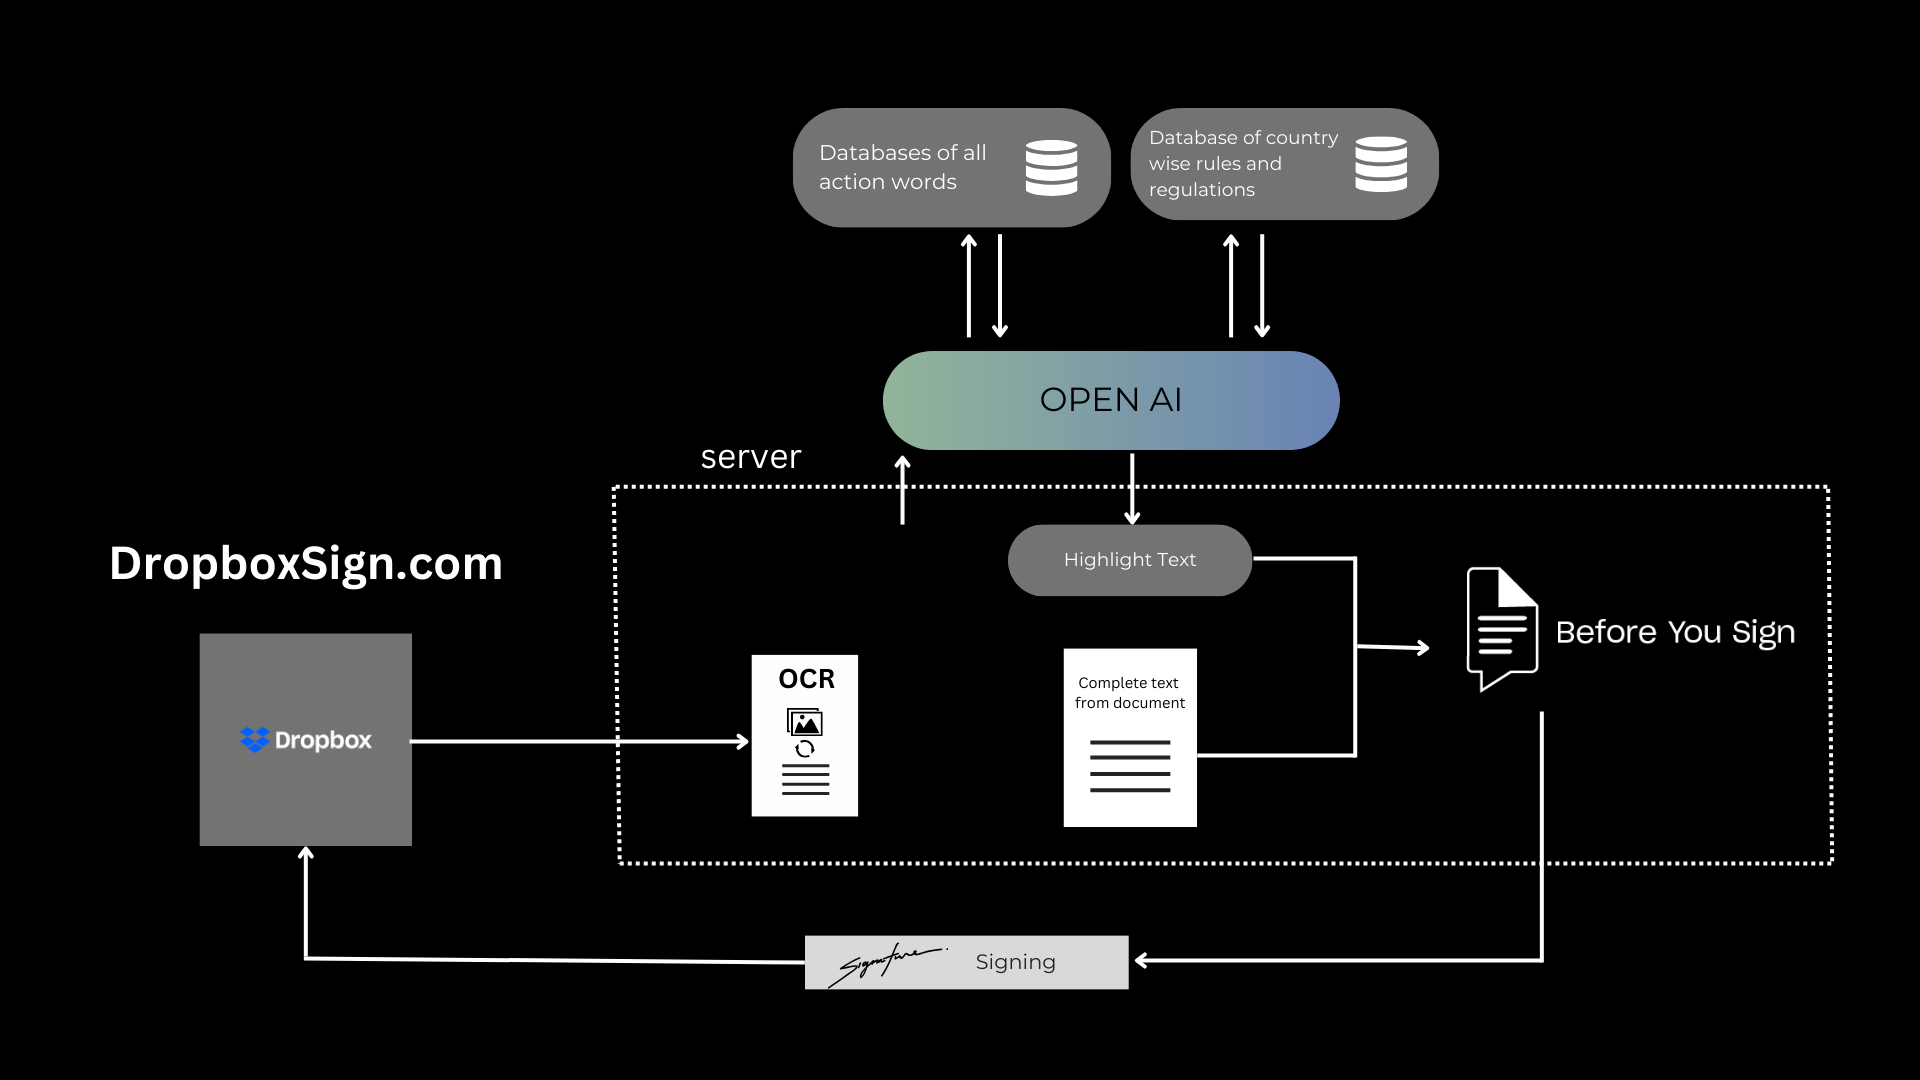 Databases of all
action words
Database of country
wise rules and
regulations
OPEN AI
server
DropboxSign.com
Highlight Text
Before You Sign
OCR
Complete text
from document
Dropbox
Signature
Signing